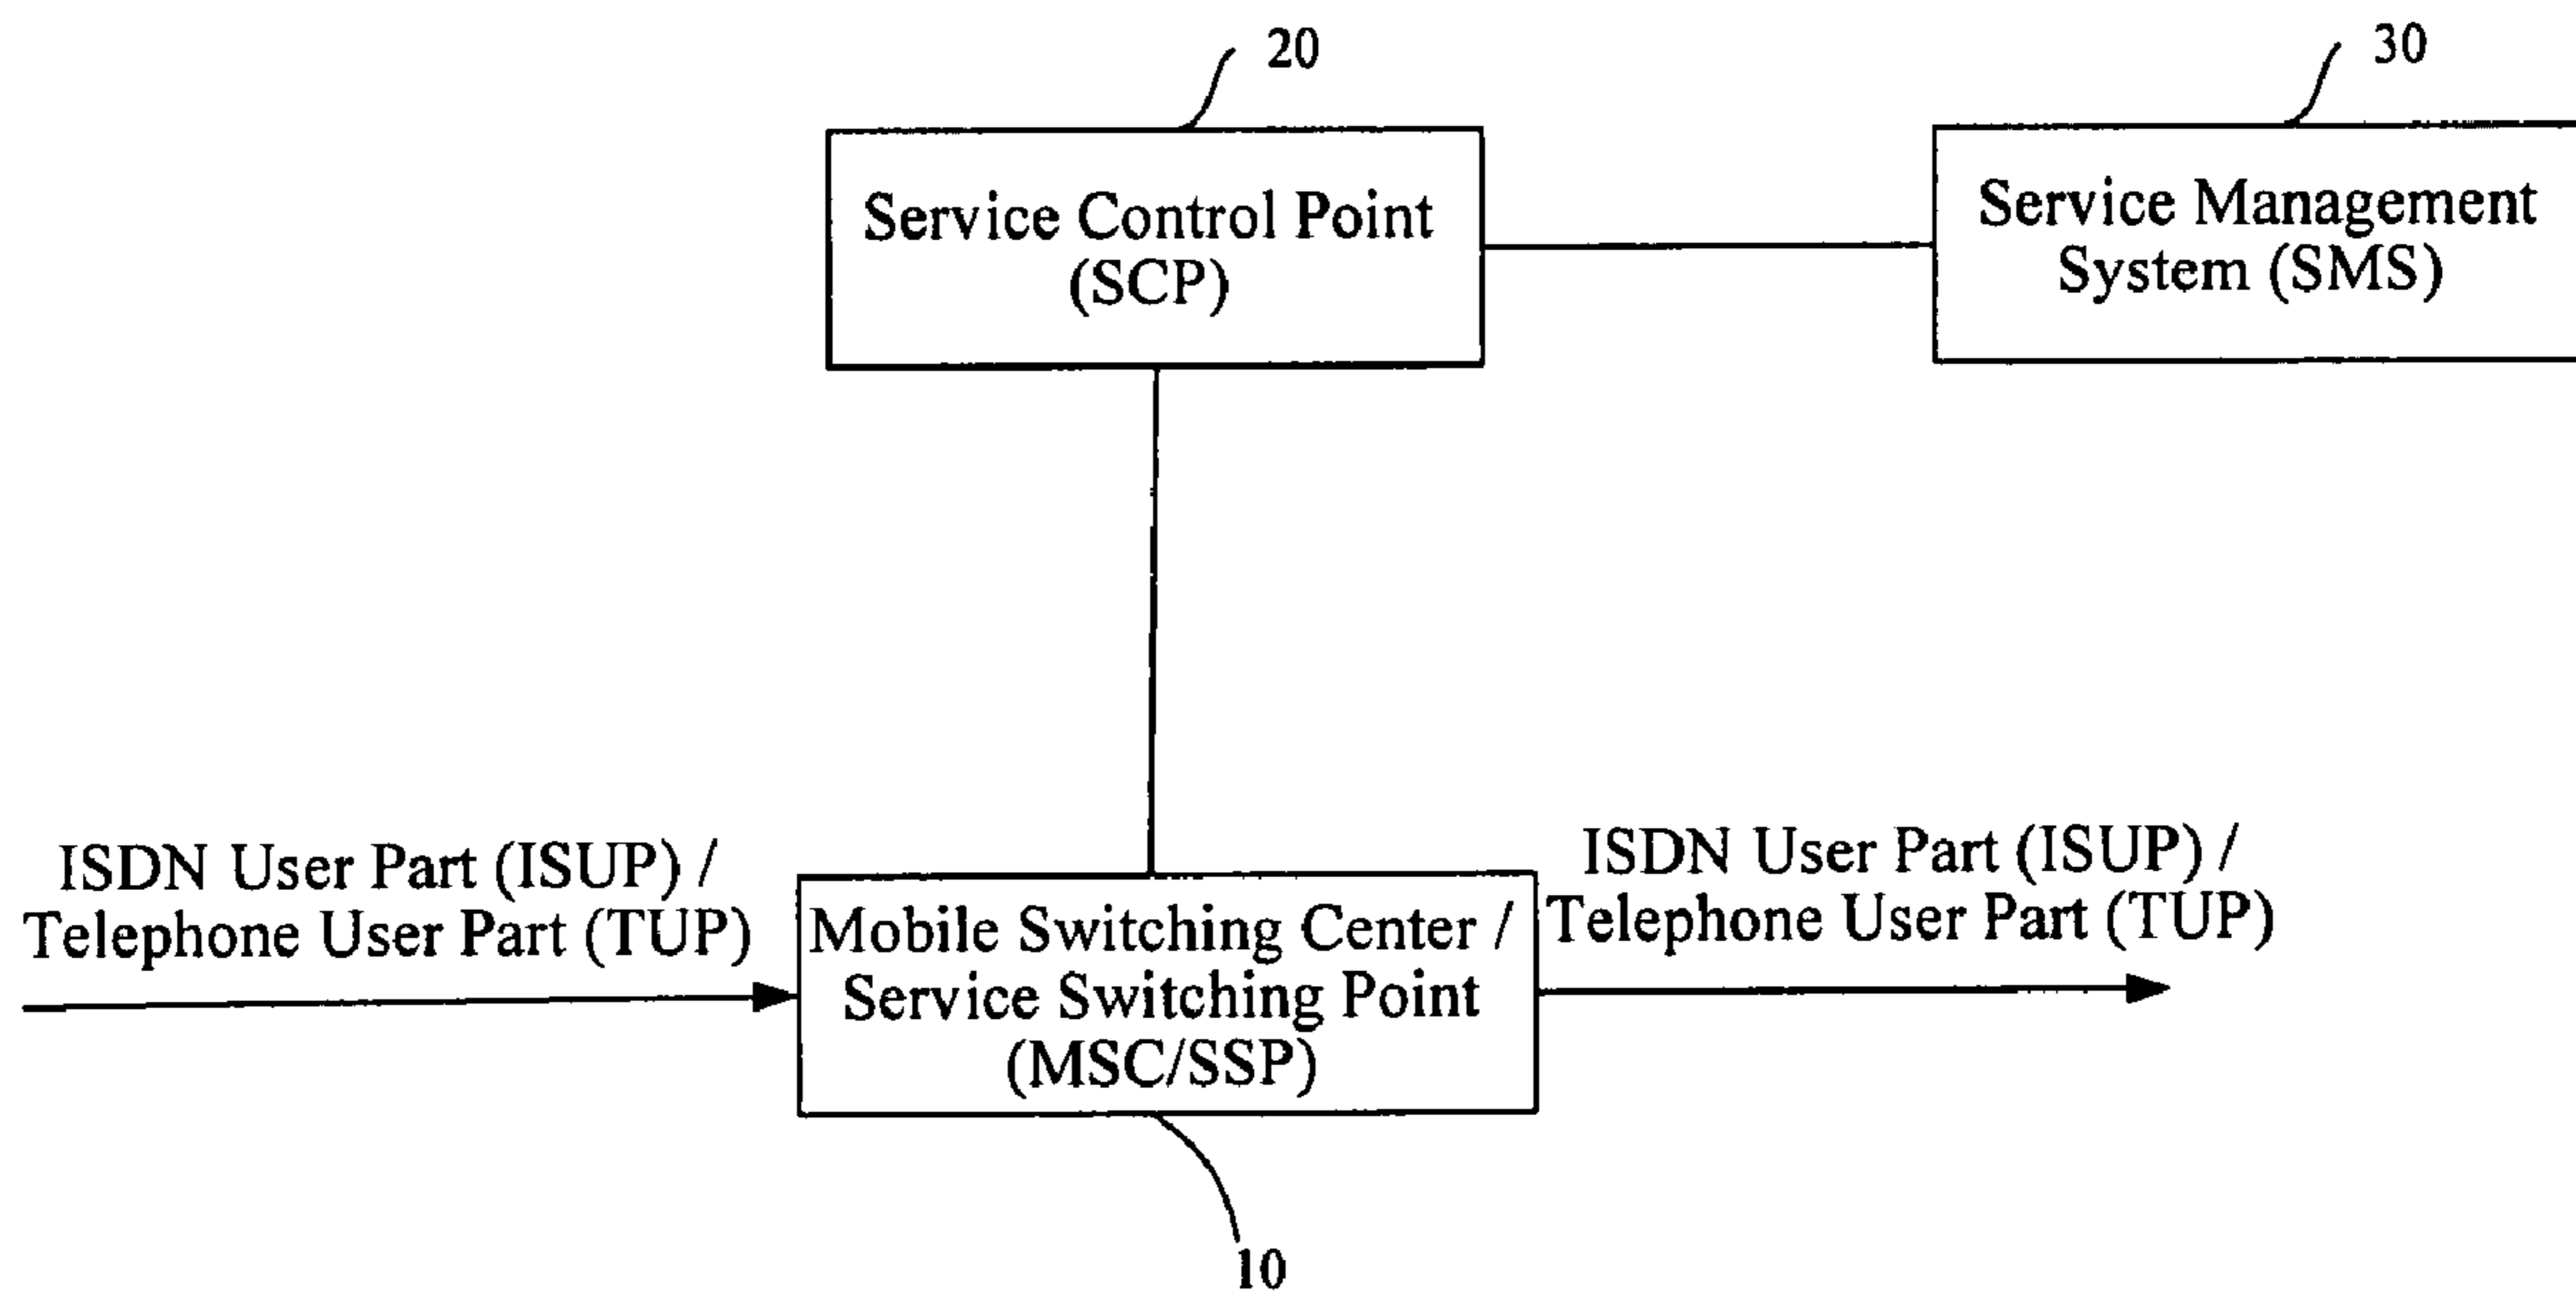 20
30
Service Control Point
(SCP)
Service Management
System (SMS)
ISDN User Part (ISUP) /
Telephone User Part (TUP)
Mobile Switching Center /
Service Switching Point
(MSC/SSP)
ISDN User Part (ISUP) /
Telephone User Part (TUP)
10